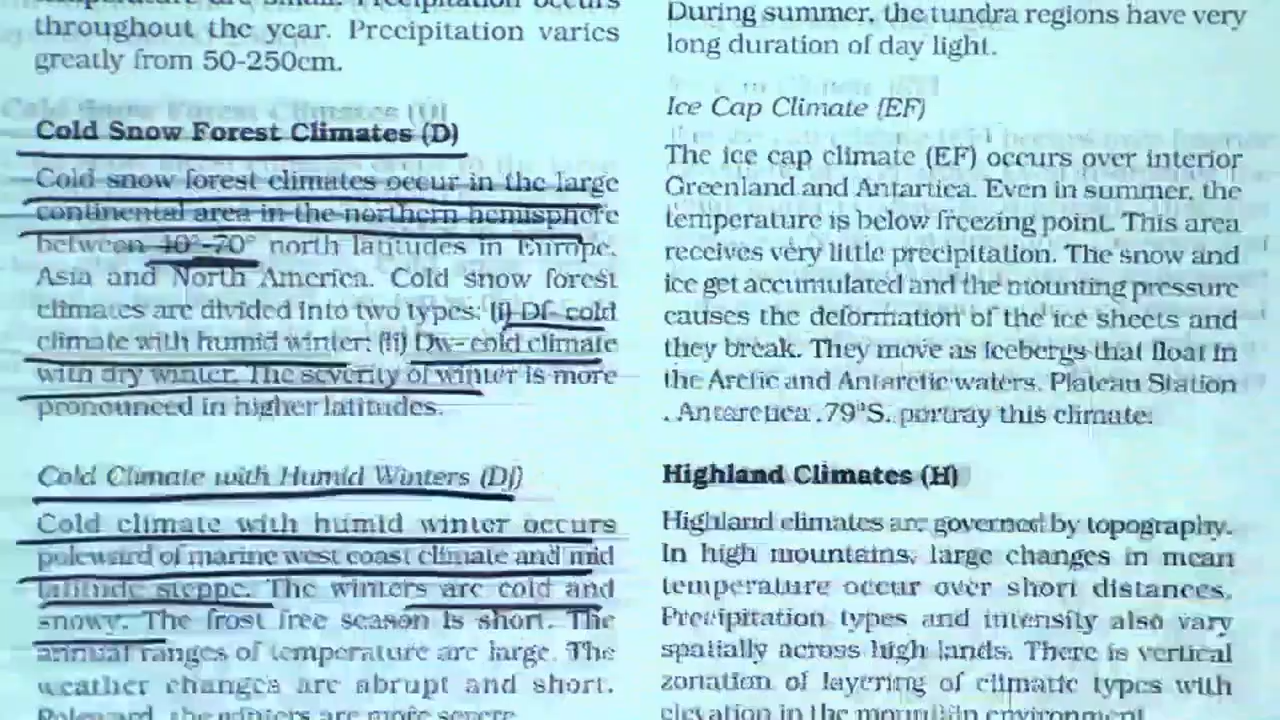 throughout the year. Precipitation varies
greatly from 50-250cm.
Cold Snow Forest Climates (D)
Cold snow forest climates occur in the large
continental area in the northern hemisphere
between 40°-70° north latitudes in Europe,
Asia and North America. Cold snow forest
climates are divided into two types: (i) Df- cold
climate with humid winter; (ii) Dw- cold climate
with dry winter. The severity of winter is more
pronounced in higher latitudes.
Cold Climate with Humid Winters (Df)
Cold climate with humid winter occurs
poleward of marine west coast climate and mid
latitude steppe. The winters are cold and
snowy. The frost free season is short. The
annual ranges of temperature are large. The
weather changes are abrupt and short.
Poleward, the winters are more severe.
During summer, the tundra regions have very
long duration of day light.
Ice Cap Climate (EF)
The ice cap climate (EF) occurs over interior
Greenland and Antartica. Even in summer, the
temperature is below freezing point. This area
receives very little precipitation. The snow and
ice get accumulated and the mounting pressure
causes the deformation of the ice sheets and
they break. They move as icebergs that float in
the Arctic and Antarctic waters. Plateau Station
, Antarctica ,79°S, portray this climate.
Highland Climates (H)
Highland climates are governed by topography.
In high mountains, large changes in mean
temperature occur over short distances.
Precipitation types and intensity also vary
spatially across high lands. There is vertical
zonation of layering of climatic types with
elevation in the mountain environment.